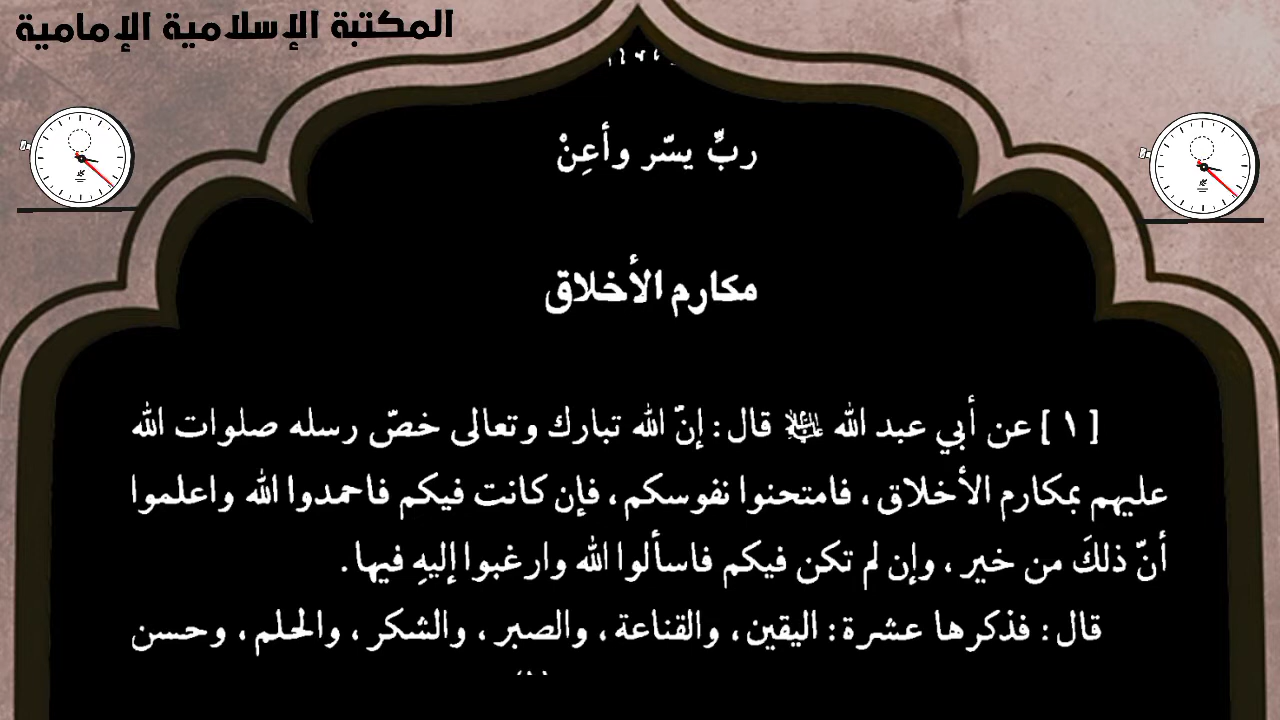 المكتبة الإسلامية الإمامية
ربِّ يسّر وأعِنْ
مكارم الأخلاق
[١] عن أبي عبد الله عليه السلام قال: إنّ الله تبارك وتعالى خصّ رسله صلوات الله
عليهم بمكارم الأخلاق، فامتحنوا نفوسكم، فإن كانت فيكم فاحمدوا الله واعلموا
أنّ ذلكَ من خير، وإن لم تكن فيكم فاسألوا الله وارغبوا إليهِ فيها.
قال: فذكرها عشرة: اليقين، والقناعة، والصبر، والشكر، والحلم، وحسن